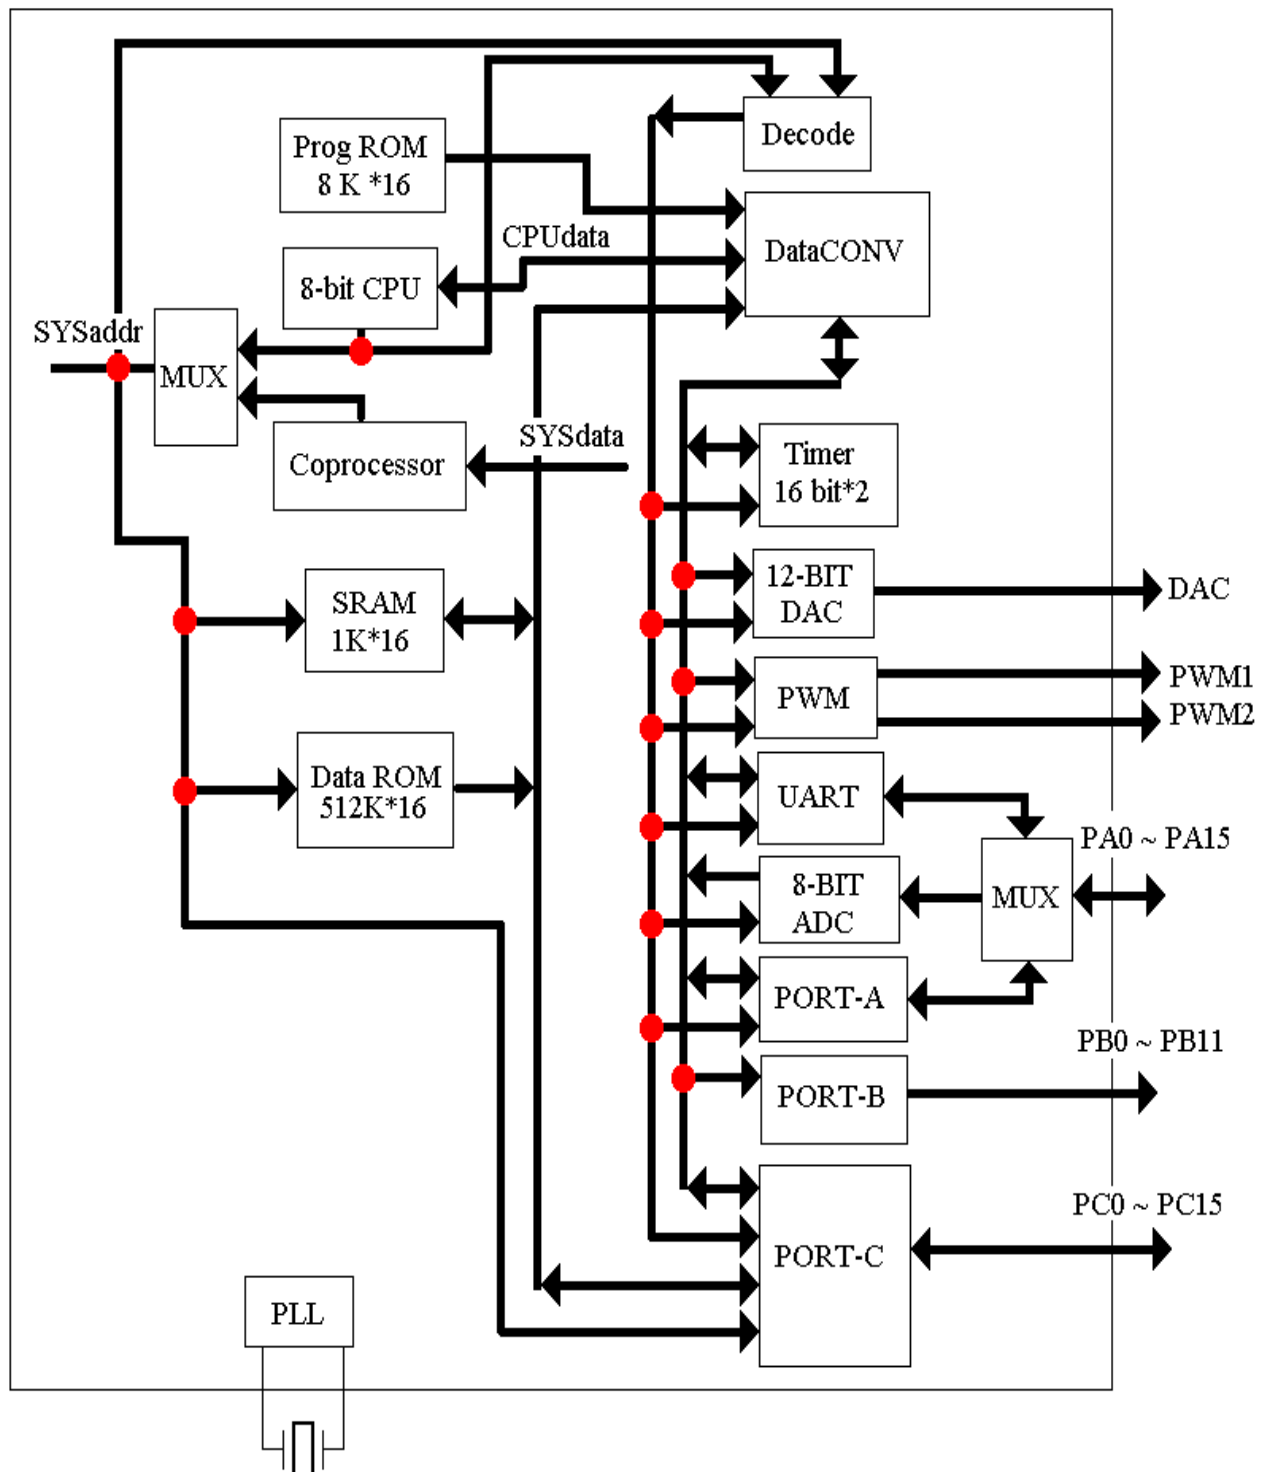 Decode
Prog ROM
8 K *16
CPUdata
DataCONV
8-bit CPU
SYSaddr
MUX
SYSdata
Coprocessor
Timer
16 bit*2
SRAM
1K*16
12-BIT
DAC
DAC
PWM
PWM1
PWM2
Data ROM
512K*16
UART
PA0 ~ PA15
8-BIT
ADC
MUX
PORT-A
PB0 ~ PB11
PORT-B
PC0 ~ PC15
PORT-C
PLL